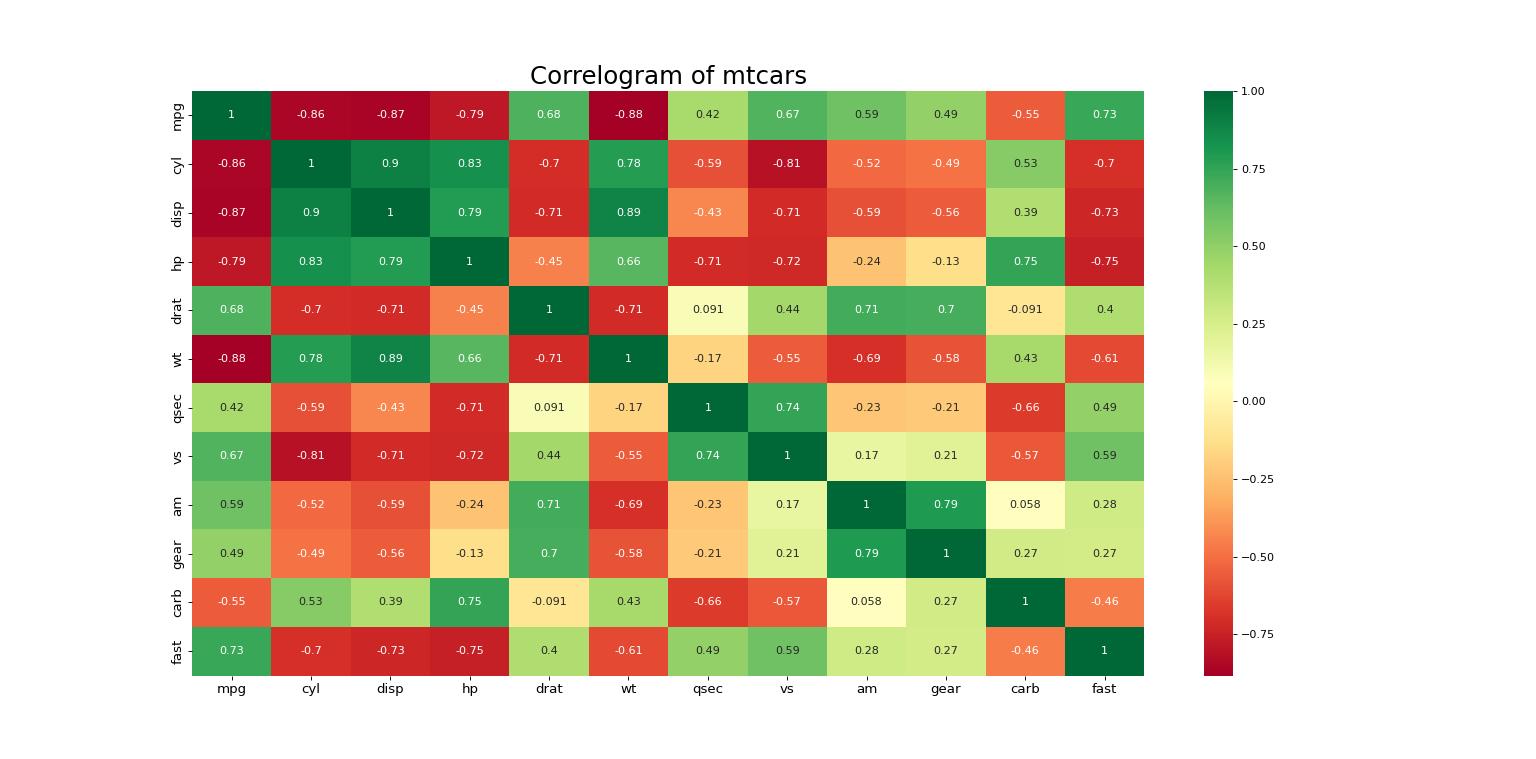 Correlogram of mtcars
mpg 1 -0.86 -0.87 -0.79 0.68 -0.88 0.42 0.67 0.59 0.49 -0.55 0.73
cyl -0.86 1 0.9 0.83 -0.7 0.78 -0.59 -0.81 -0.52 -0.49 0.53 -0.7
disp -0.87 0.9 1 0.79 -0.71 0.89 -0.43 -0.71 -0.59 -0.56 0.39 -0.73
hp -0.79 0.83 0.79 1 -0.45 0.66 -0.71 -0.72 -0.24 -0.13 0.75 -0.75
drat 0.68 -0.7 -0.71 -0.45 1 -0.71 0.091 0.44 0.71 0.7 -0.091 0.4
wt -0.88 0.78 0.89 0.66 -0.71 1 -0.17 -0.55 -0.69 -0.58 0.43 -0.61
qsec 0.42 -0.59 -0.43 -0.71 0.091 -0.17 1 0.74 -0.23 -0.21 -0.66 0.49
vs 0.67 -0.81 -0.71 -0.72 0.44 -0.55 0.74 1 0.17 0.21 -0.57 0.59
am 0.59 -0.52 -0.59 -0.24 0.71 -0.69 -0.23 0.17 1 0.79 0.058 0.28
gear 0.49 -0.49 -0.56 -0.13 0.7 -0.58 -0.21 0.21 0.79 1 0.27 0.27
carb -0.55 0.53 0.39 0.75 -0.091 0.43 -0.66 -0.57 0.058 0.27 1 -0.46
fast 0.73 -0.7 -0.73 -0.75 0.4 -0.61 0.49 0.59 0.28 0.27 -0.46 1
mpg cyl disp hp drat wt qsec vs am gear carb fast
1.00
0.75
0.50
0.25
0.00
−0.25
−0.50
−0.75